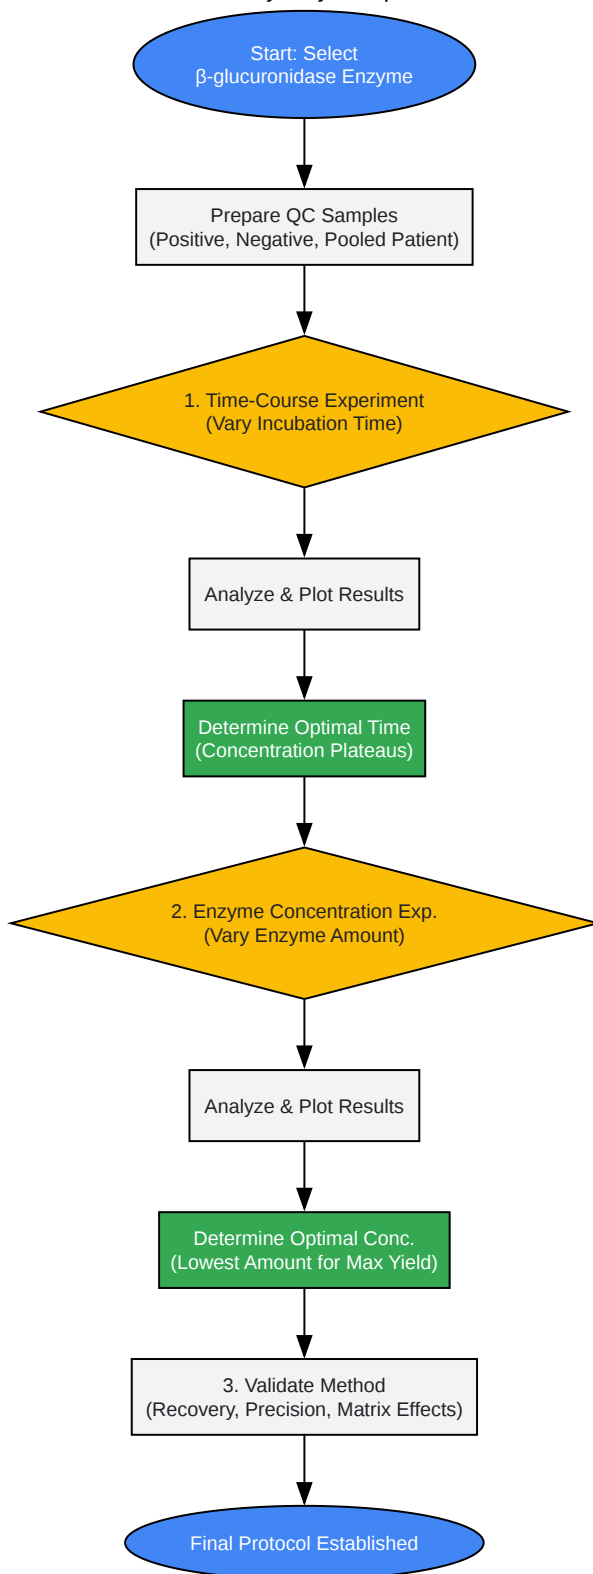 Start: Select
β-glucuronidase Enzyme
Prepare QC Samples
(Positive, Negative, Pooled Patient)
1. Time-Course Experiment
(Vary Incubation Time)
Analyze & Plot Results
Determine Optimal Time
(Concentration Plateaus)
2. Enzyme Concentration Exp.
(Vary Enzyme Amount)
Analyze & Plot Results
Determine Optimal Conc.
(Lowest Amount for Max Yield)
3. Validate Method
(Recovery, Precision, Matrix Effects)
Final Protocol Established